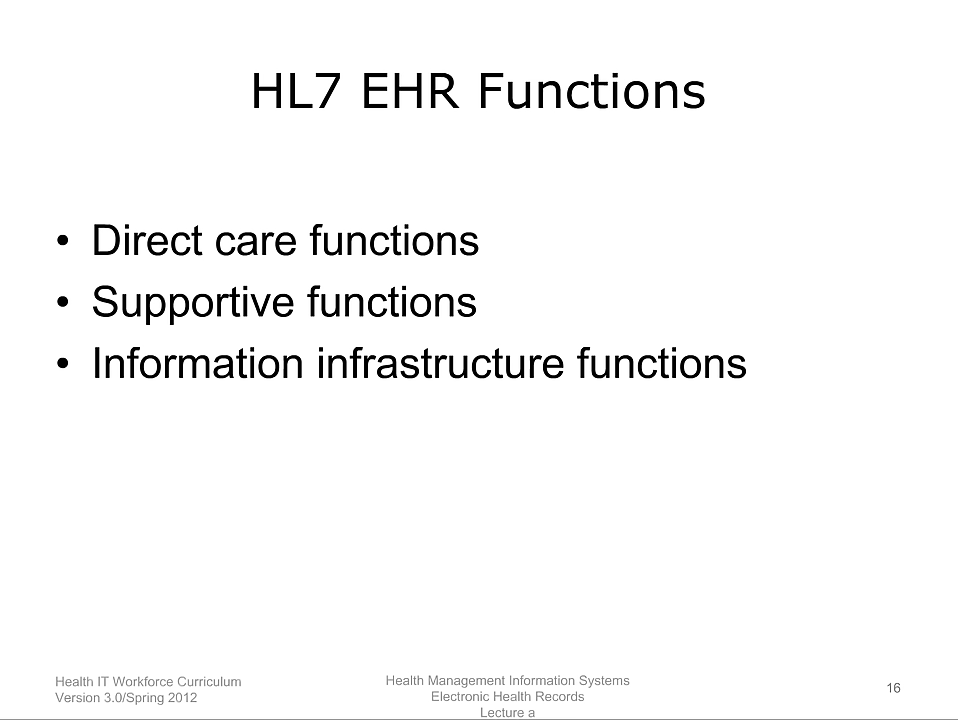 HL7 EHR Functions
• Direct care functions
• Supportive functions
• Information infrastructure functions
Health IT Workforce Curriculum
Version 3.0/Spring 2012
Health Management Information Systems
Electronic Health Records
Lecture a
16